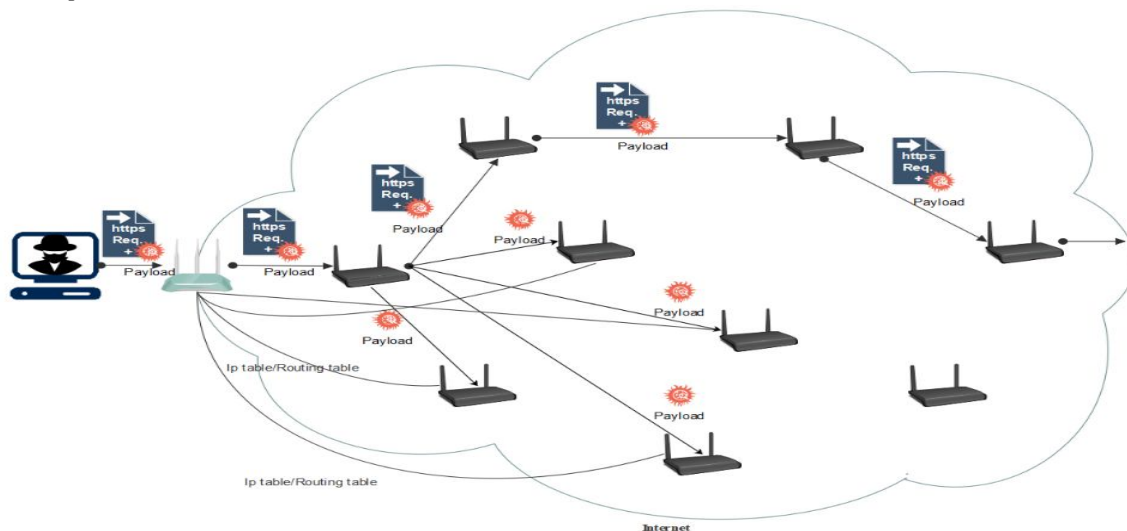 https
Req.
+
Payload
https
Req.
+
Payload
https
Req.
+
Payload
https
Req.
+
Payload
https
Req.
+
Payload
Payload
Payload
Payload
Payload
Ip table/Routing table
Ip table/Routing table
Internet